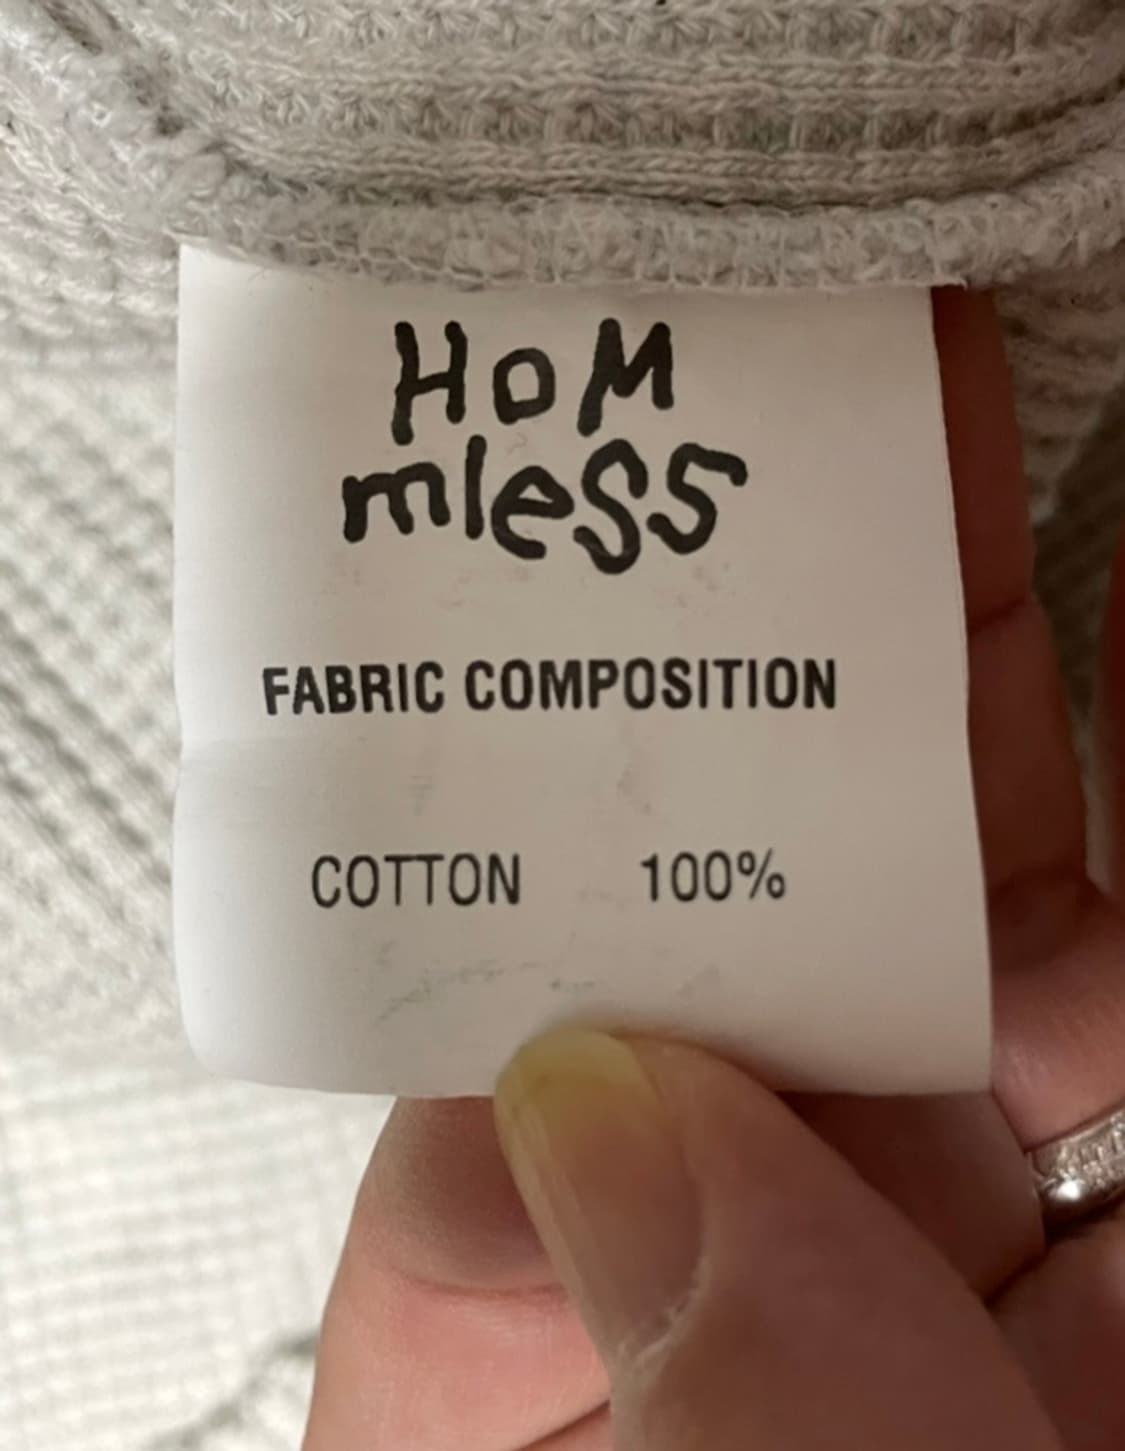 HoM
mless
FABRIC COMPOSITION
COTTON 100%